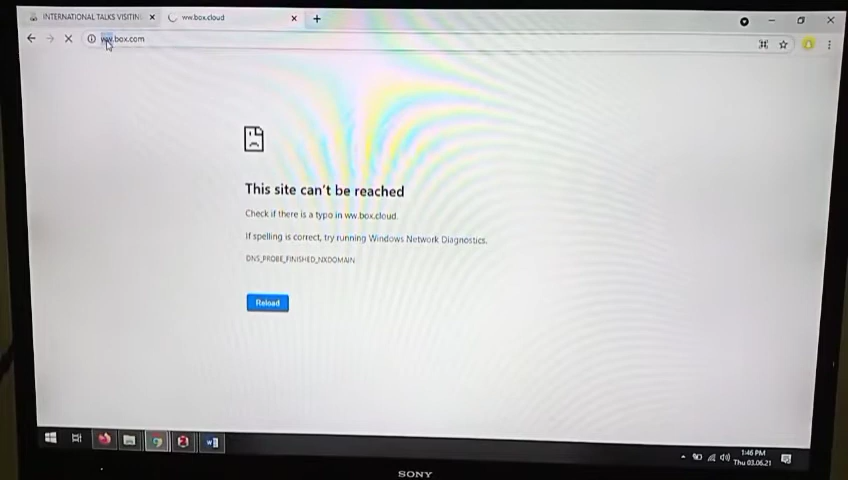 INTERNATIONAL TALKS VISITIN
ww.box.cloud
ww.box.com
This site can't be reached
Check if there is a typo in ww.box.cloud.
If spelling is correct, try running Windows Network Diagnostics.
DNS_PROBE_FINISHED_NXDOMAIN
Reload
1:46 PM
Thu 03.06.21
SONY